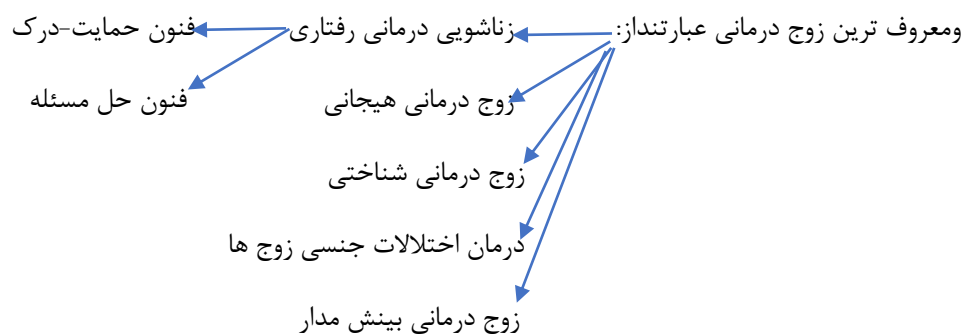 ومعروف ترین زوج درمانی عبارتنداز: زناشویی درمانی رفتاری فنون حمایت-درک
زوج درمانی هیجانی فنون حل مسئله
زوج درمانی شناختی
درمان اختلالات جنسی زوج ها
زوج درمانی بینش مدار